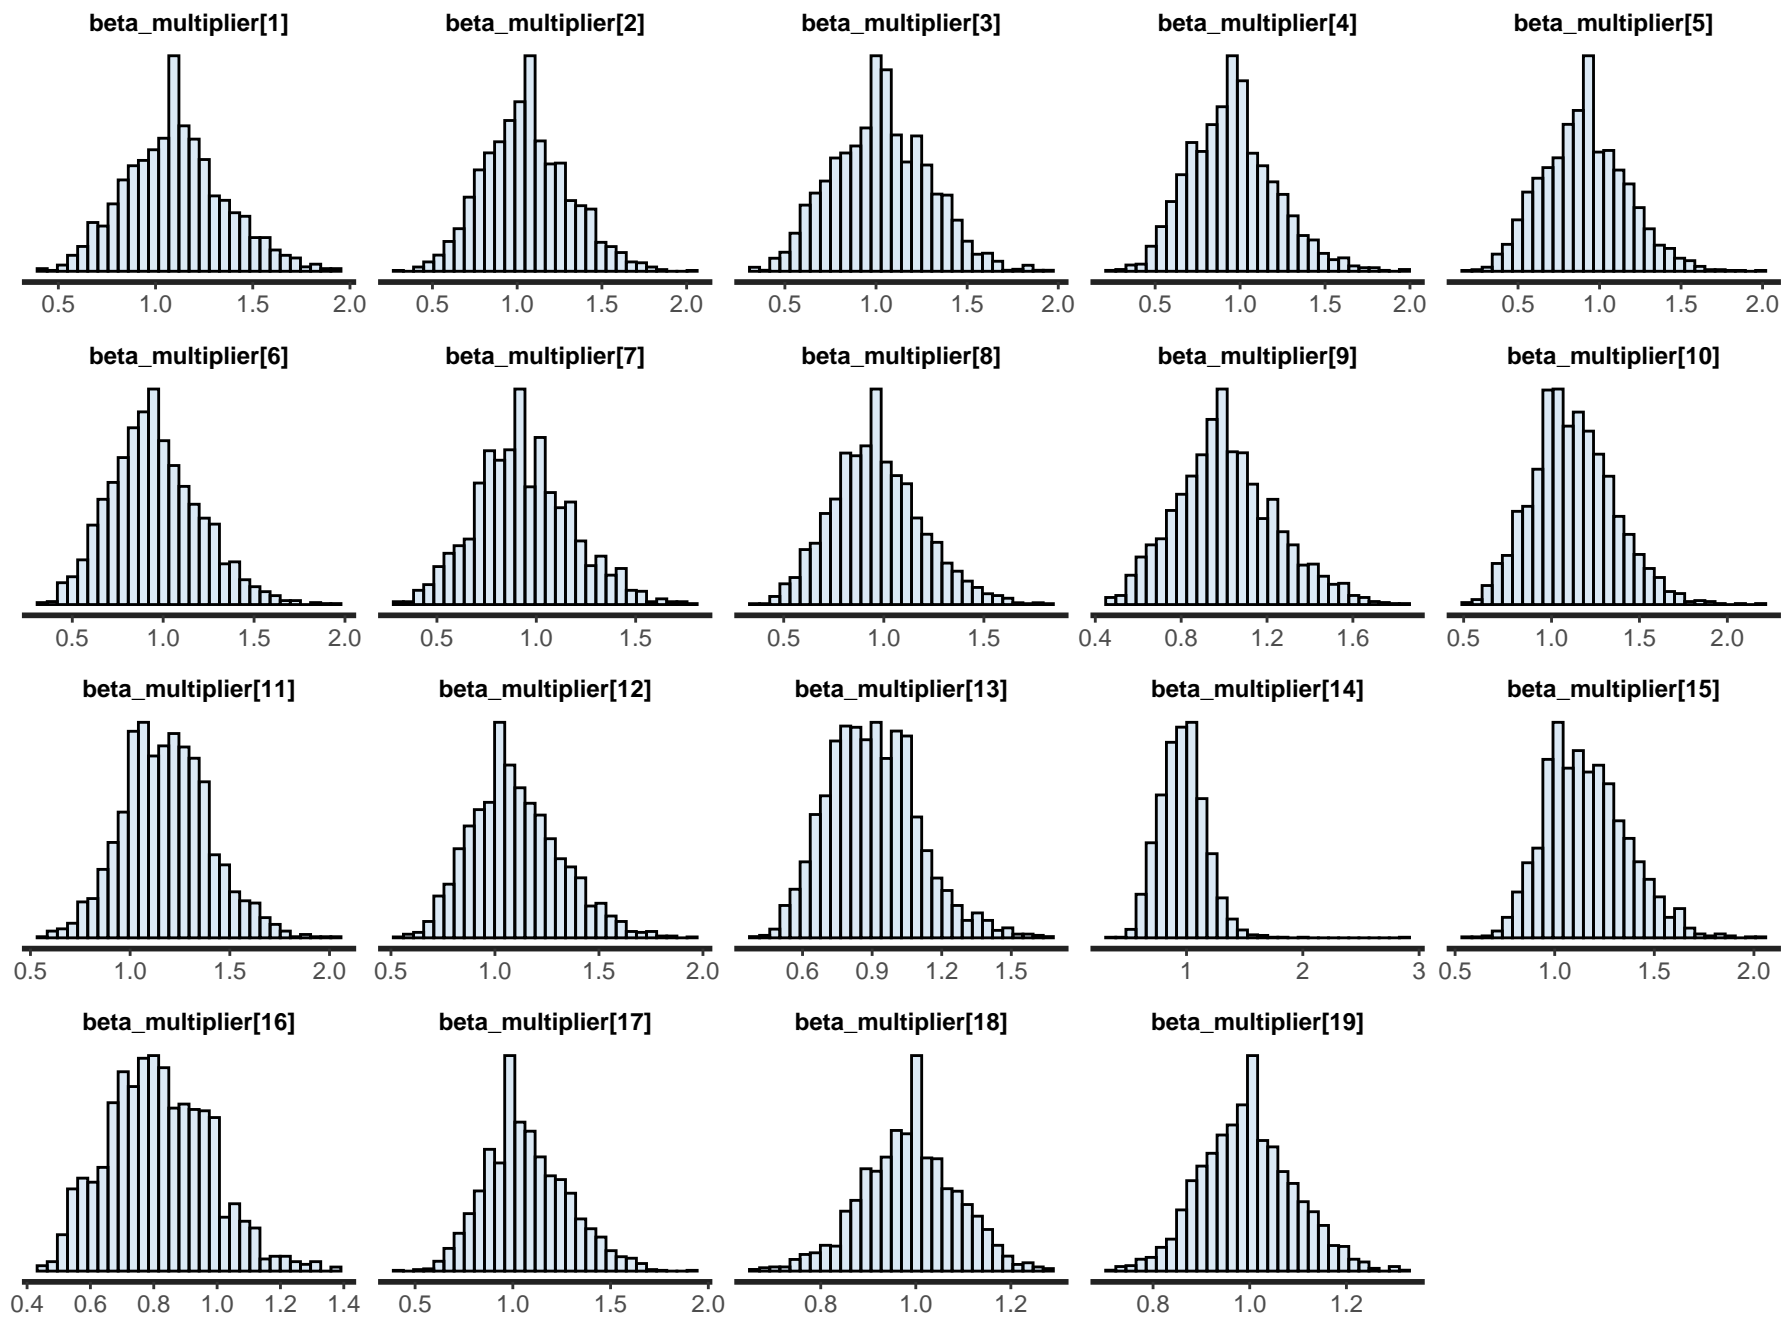 beta_multiplier[1] beta_multiplier[2] beta_multiplier[3] beta_multiplier[4] beta_multiplier[5]
0.5 1.0 1.5 2.0 0.5 1.0 1.5 2.0 0.5 1.0 1.5 2.0 0.5 1.0 1.5 2.0 0.5 1.0 1.5 2.0
beta_multiplier[6] beta_multiplier[7] beta_multiplier[8] beta_multiplier[9] beta_multiplier[10]
0.5 1.0 1.5 2.0 0.5 1.0 1.5 0.5 1.0 1.5 0.4 0.8 1.2 1.6 0.5 1.0 1.5 2.0
beta_multiplier[11] beta_multiplier[12] beta_multiplier[13] beta_multiplier[14] beta_multiplier[15]
0.5 1.0 1.5 2.0 0.5 1.0 1.5 2.0 0.6 0.9 1.2 1.5 1 2 3 0.5 1.0 1.5 2.0
beta_multiplier[16] beta_multiplier[17] beta_multiplier[18] beta_multiplier[19]
0.4 0.6 0.8 1.0 1.2 1.4 0.5 1.0 1.5 2.0 0.8 1.0 1.2 0.8 1.0 1.2